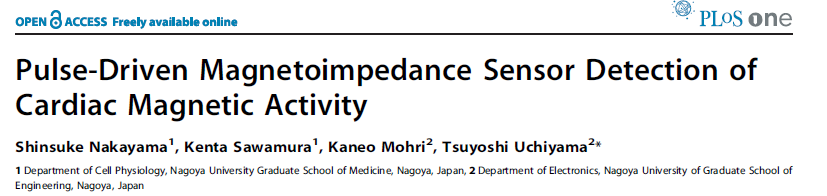 OPEN ACCESS Freely available online
PLoS one
Pulse-Driven Magnetoimpedance Sensor Detection of
Cardiac Magnetic Activity
Shinsuke Nakayama1, Kenta Sawamura1, Kaneo Mohri2, Tsuyoshi Uchiyama2*
1 Department of Cell Physiology, Nagoya University Graduate School of Medicine, Nagoya, Japan, 2 Department of Electronics, Nagoya University of Graduate School of
Engineering, Nagoya, Japan